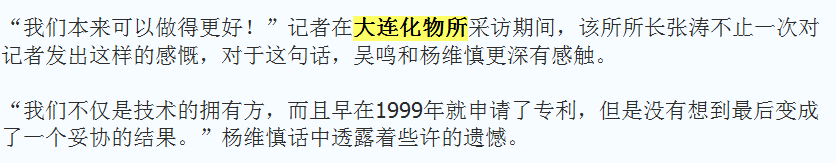 “我们本来可以做得更好！”记者在大连化物所采访期间，该所所长张涛不止一次对
记者发出这样的感慨，对于这句话，吴鸣和杨维慎更深有感触。
“我们不仅是技术的拥有方，而且早在1999年就申请了专利，但是没有想到最后变成
了一个妥协的结果。”杨维慎话中透露着些许的遗憾。